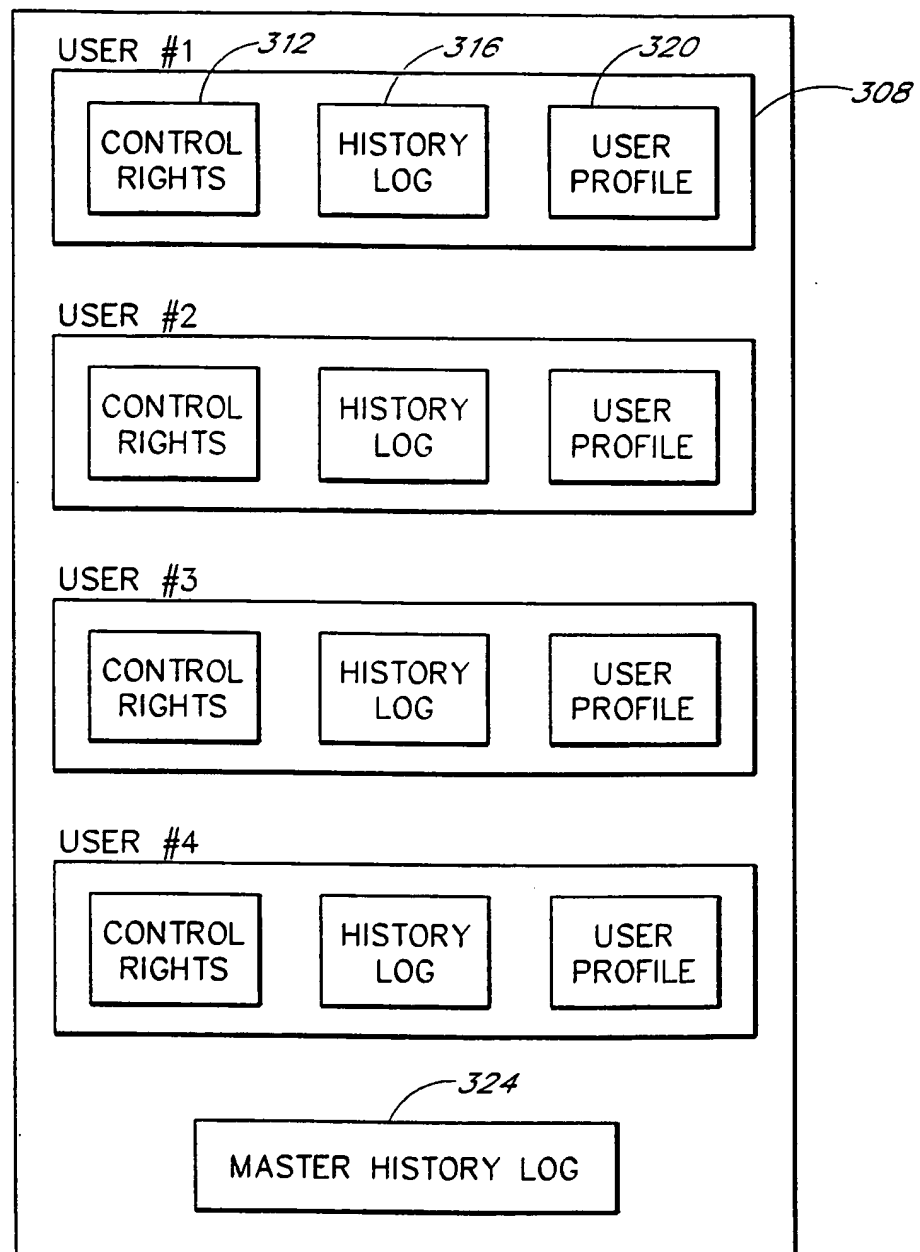 USER #1
312
316
320
308
CONTROL
RIGHTS
HISTORY
LOG
USER
PROFILE
USER #2
CONTROL
RIGHTS
HISTORY
LOG
USER
PROFILE
USER #3
CONTROL
RIGHTS
HISTORY
LOG
USER
PROFILE
USER #4
CONTROL
RIGHTS
HISTORY
LOG
USER
PROFILE
324
MASTER HISTORY LOG